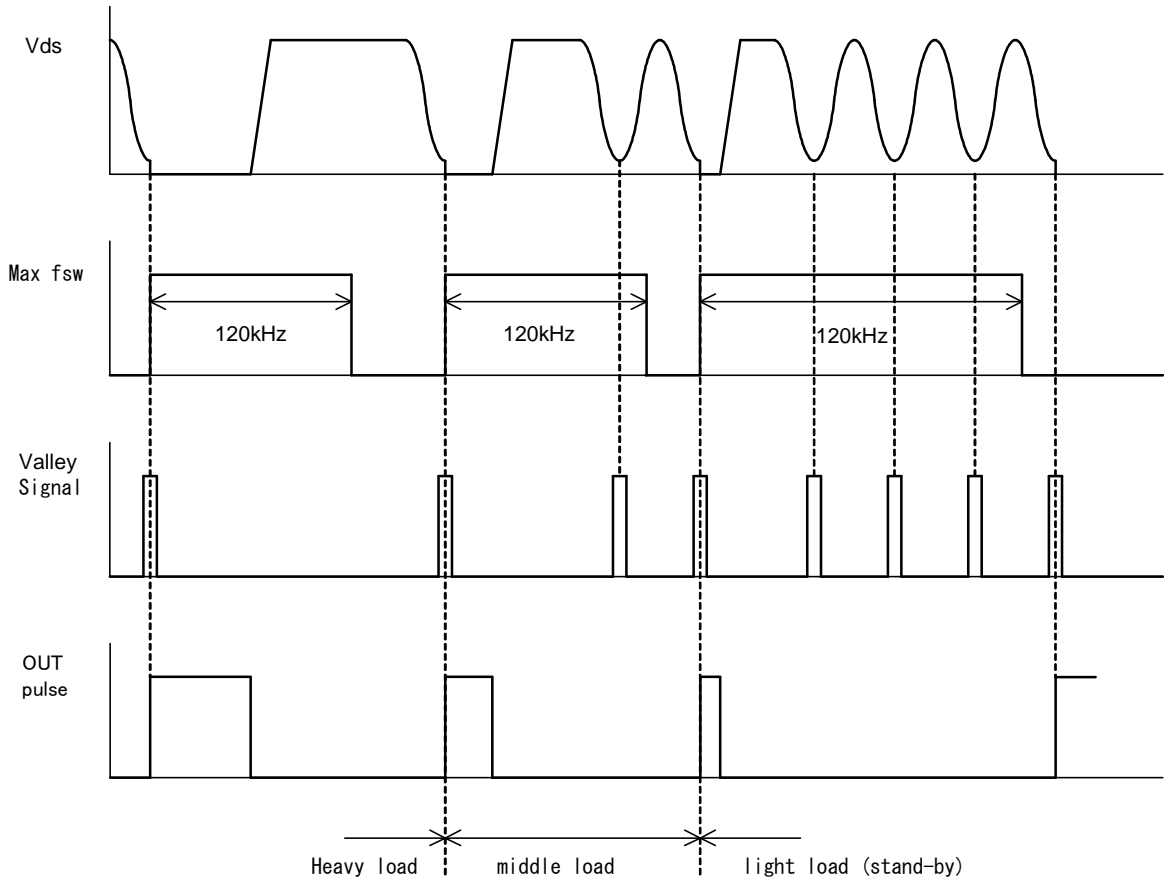 Vds
Max fsw
120kHz
120kHz
120kHz
Valley
Signal
OUT
pulse
Heavy load
middle load
light load (stand-by)